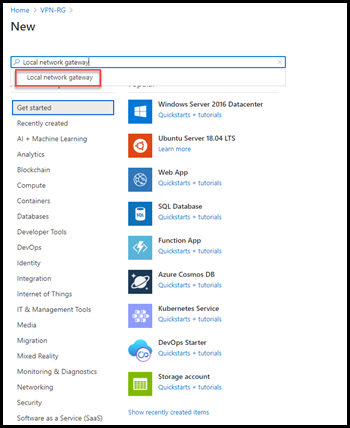 Home > VPN-RG >
New
Local network gateway
Local network gateway
Popular
Get started
Recently created
AI + Machine Learning
Analytics
Blockchain
Compute
Containers
Databases
Developer Tools
DevOps
Identity
Integration
Internet of Things
IT & Management Tools
Media
Migration
Mixed Reality
Monitoring & Diagnostics
Networking
Security
Software as a Service (SaaS)
Windows Server 2016 Datacenter
Quickstarts + tutorials
Ubuntu Server 18.04 LTS
Learn more
Web App
Quickstarts + tutorials
SQL Database
Quickstarts + tutorials
Function App
Quickstarts + tutorials
Azure Cosmos DB
Quickstarts + tutorials
Kubernetes Service
Quickstarts + tutorials
DevOps Starter
Quickstarts + tutorials
Storage account
Quickstarts + tutorials
Show recently created items